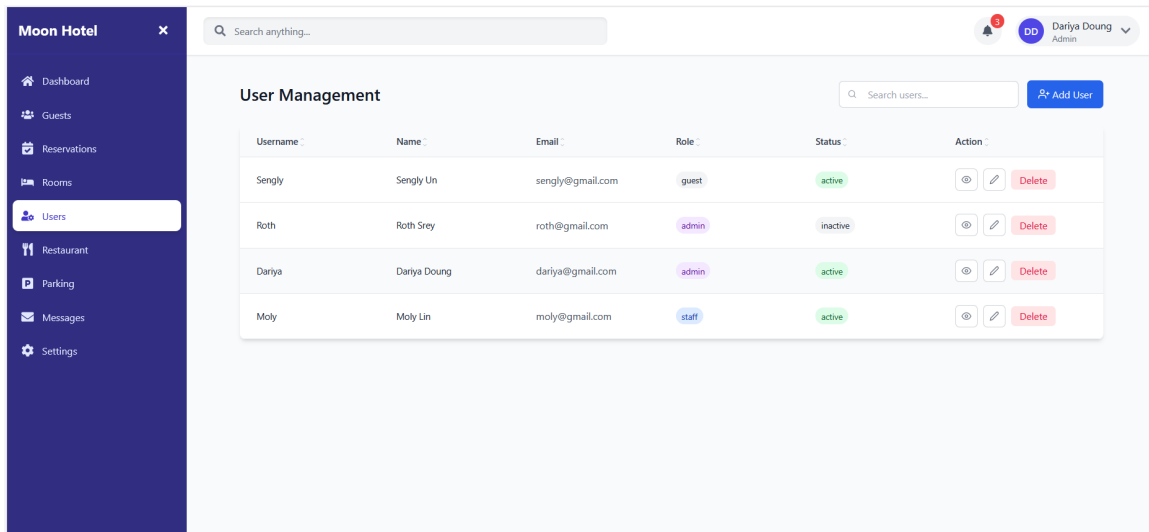 Moon Hotel
Search anything...
3
DD
Dariya Doung
Admin
Dashboard
Guests
Reservations
Rooms
Users
Restaurant
P Parking
Messages
Settings
User Management
Search users...
Add User
Username Name Email Role Status Action
Sengly Sengly Un sengly@gmail.com guest active Delete
Roth Roth Srey roth@gmail.com admin inactive Delete
Dariya Dariya Doung dariya@gmail.com admin active Delete
Moly Moly Lin moly@gmail.com staff active Delete